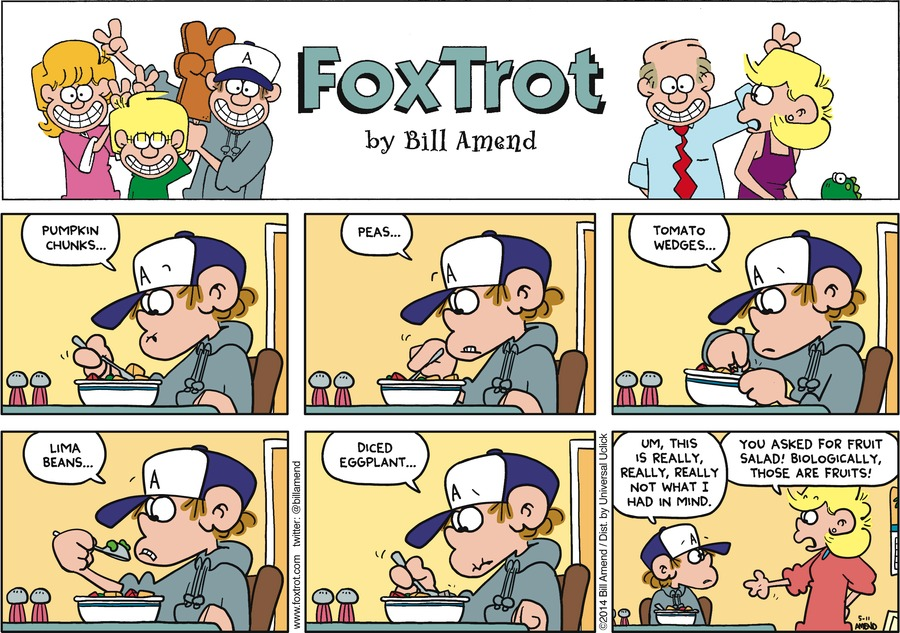 A
FOXTROT
by Bill Amend
PUMPKIN
CHUNKS...
A
PEAS...
A
TOMATO
WEDGES...
A
LIMA
BEANS...
A
www.foxtrot.com twitter: @billamend
DICED
EGGPLANT...
A
©2014 Bill Amend / Dist. by Universal Uclick
UM, THIS
IS REALLY,
REALLY, REALLY
NOT WHAT I
HAD IN MIND.
YOU ASKED FOR FRUIT
SALAD! BIOLOGICALLY,
THOSE ARE FRUITS!
A
5-11
AMEND